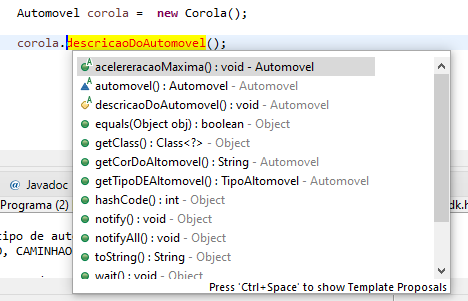 Automovel corola = new Corola();
corola.descricaoDoAutomovel();
acelereracaoMaxima() : void - Automovel
automovel() : Automovel - Automovel
descricaoDoAutomovel() : void - Automovel
equals(Object obj) : boolean - Object
getClass() : Class<?> - Object
getCorDoAltomovel() : String - Automovel
getTipoDEAltomovel() : TipoAltomovel - Automovel
hashCode() : int - Object
notify() : void - Object
notifyAll() : void - Object
toString() : String - Object
wait() : void - Object
Press 'Ctrl+Space' to show Template Proposals
@ Javadoc
Programa (2)
dk.h
tipo de aut
O, CAMINHAO